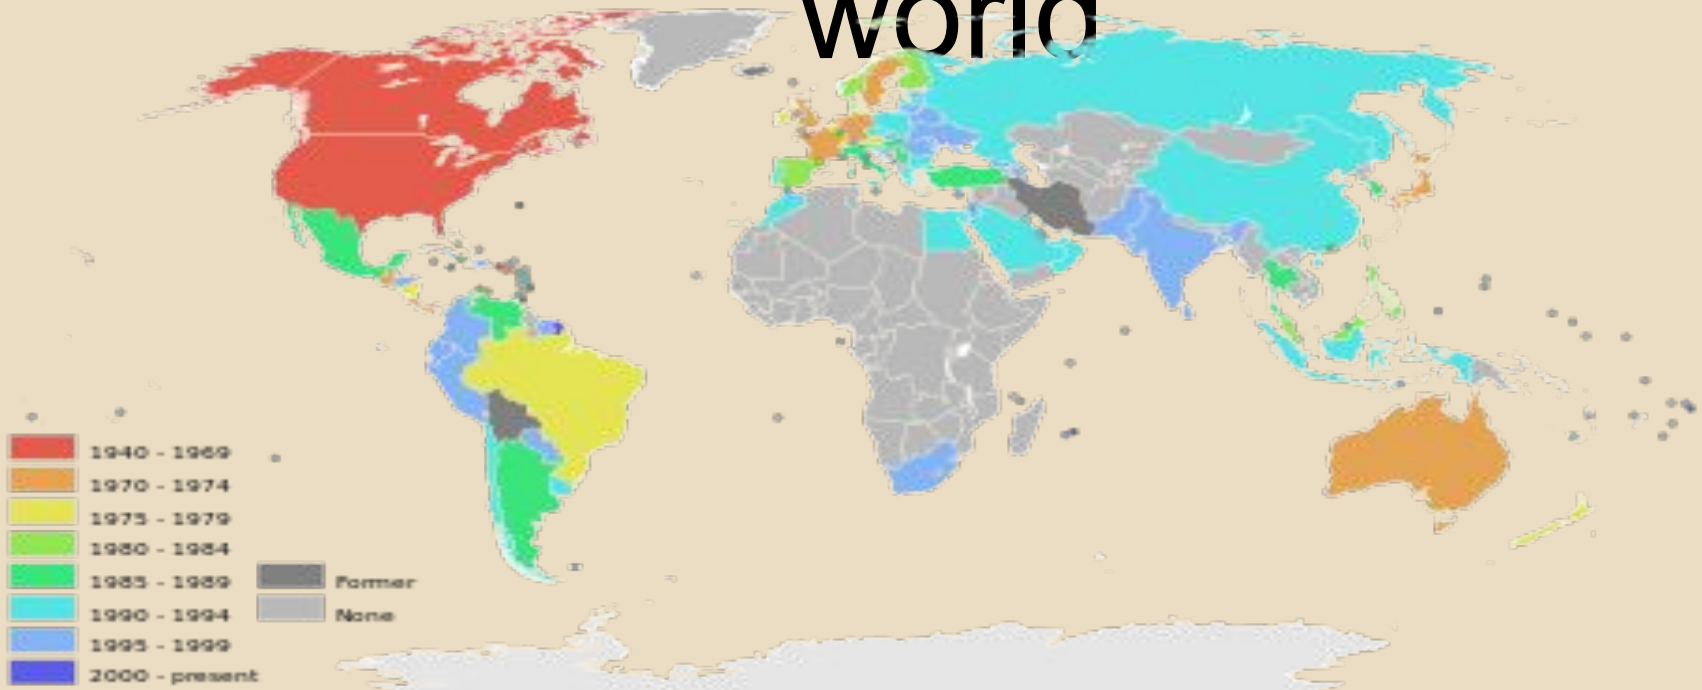 world
1940 - 1969
1970 - 1974
1975 - 1979
1980 - 1984
1985 - 1989
1990 - 1994
1995 - 1999
2000 - present
Former
None